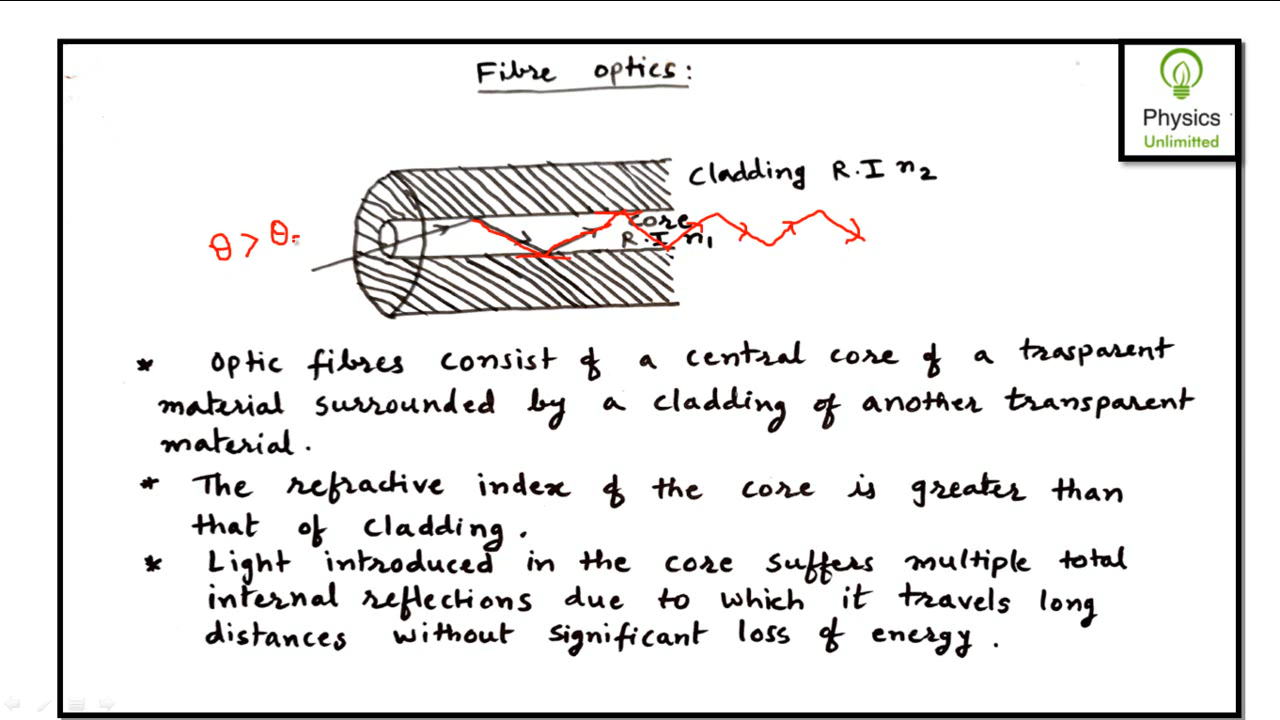 Fibre optics:
Physics
Unlimitted
Cladding R.I n₂
Core
R.I n₁
θ > θ
* Optic fibres consist of a central core of a trasparent
material surrounded by a cladding of another transparent
material.
* The refractive index of the core is greater than
that of cladding.
* Light introduced in the core suffers multiple total
internal reflections due to which it travels long
distances without significant loss of energy.